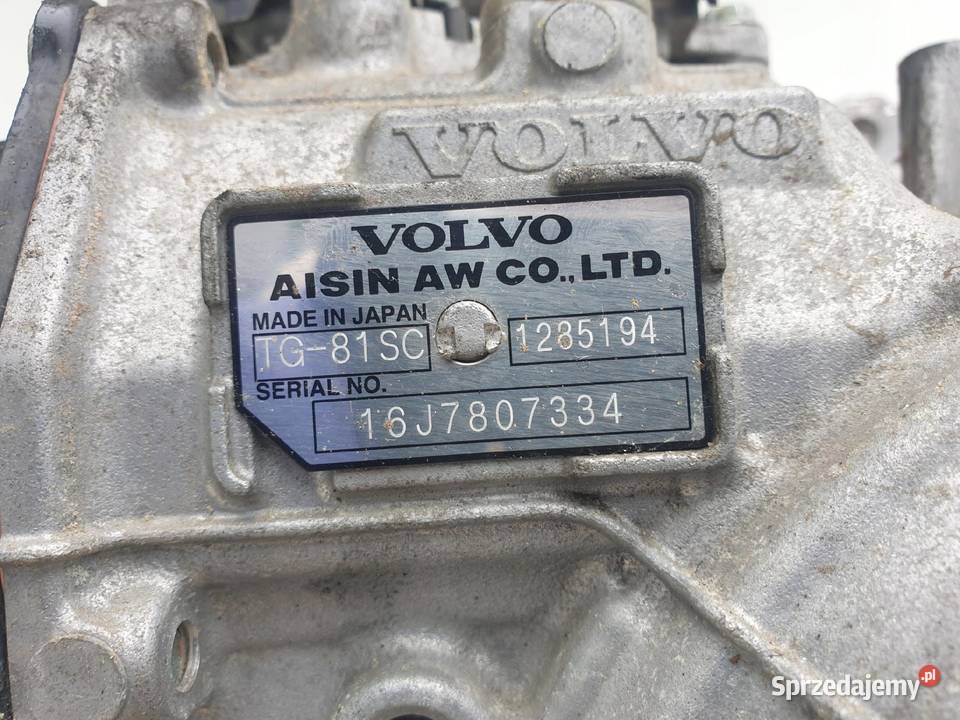 VOLVO
VOLVO
AISIN AW CO.,LTD.
MADE IN JAPAN
TG-81SC 1285194
SERIAL NO.
16J7807334
Sprzedajemy.pl